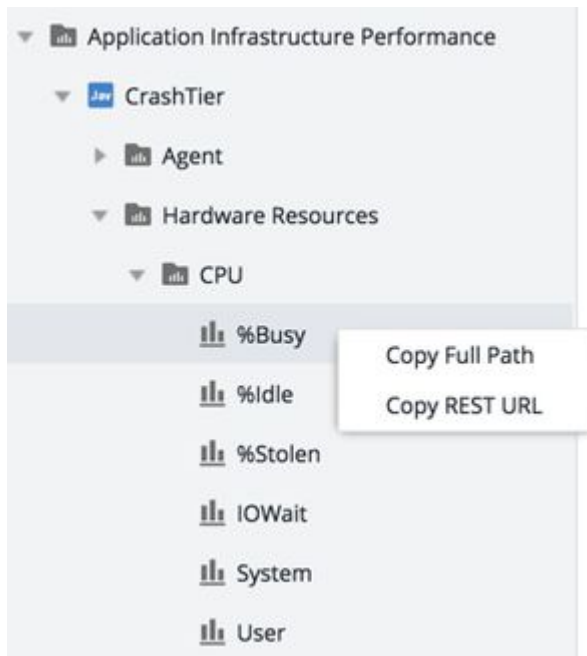 Application Infrastructure Performance
Jav CrashTier
Agent
Hardware Resources
CPU
%Busy
Copy Full Path
%Idle
Copy REST URL
%Stolen
IOWait
System
User